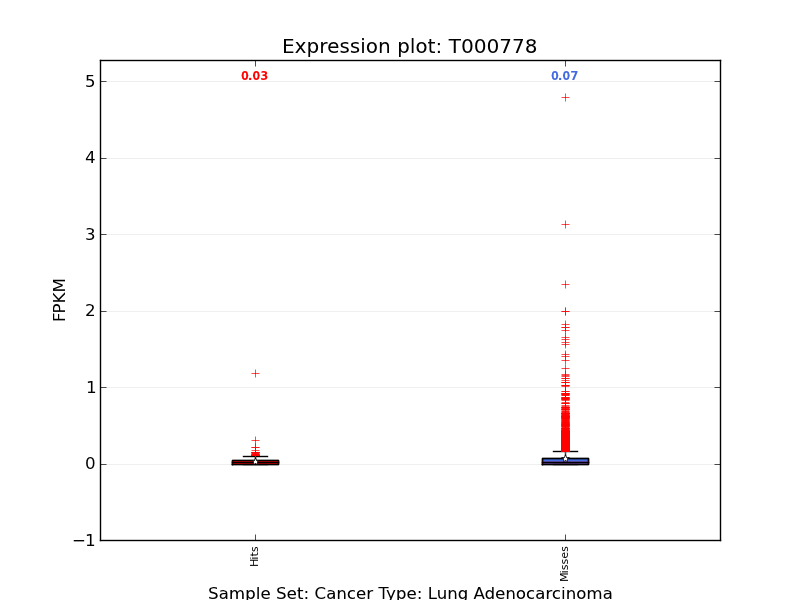 Expression plot: T000778
0.03
0.07
5
4
3
2
1
0
−1
FPKM
Hits
Misses
Sample Set: Cancer Type: Lung Adenocarcinoma